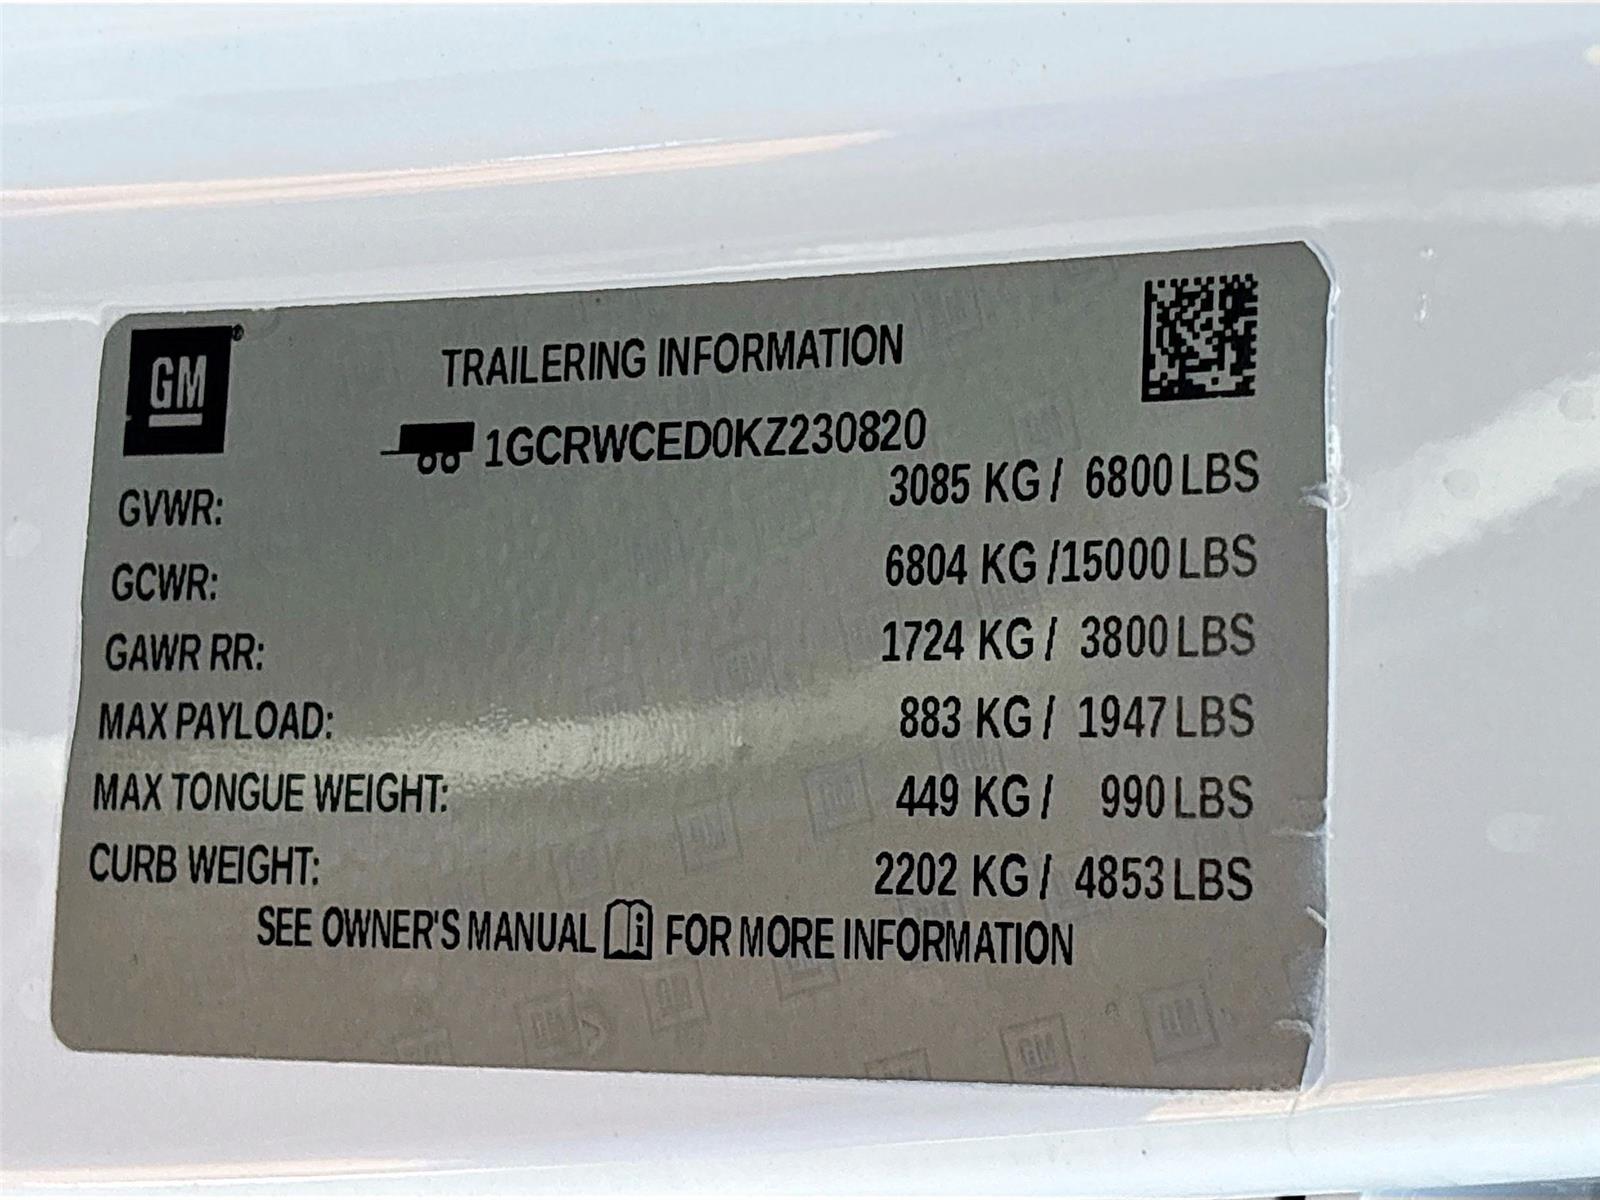 GM®
TRAILERING INFORMATION
1GCRWCED0KZ230820
GVWR: 3085 KG / 6800 LBS
GCWR: 6804 KG /15000 LBS
GAWR RR: 1724 KG / 3800 LBS
MAX PAYLOAD: 883 KG / 1947 LBS
MAX TONGUE WEIGHT: 449 KG / 990 LBS
CURB WEIGHT: 2202 KG / 4853 LBS
SEE OWNER'S MANUAL FOR MORE INFORMATION